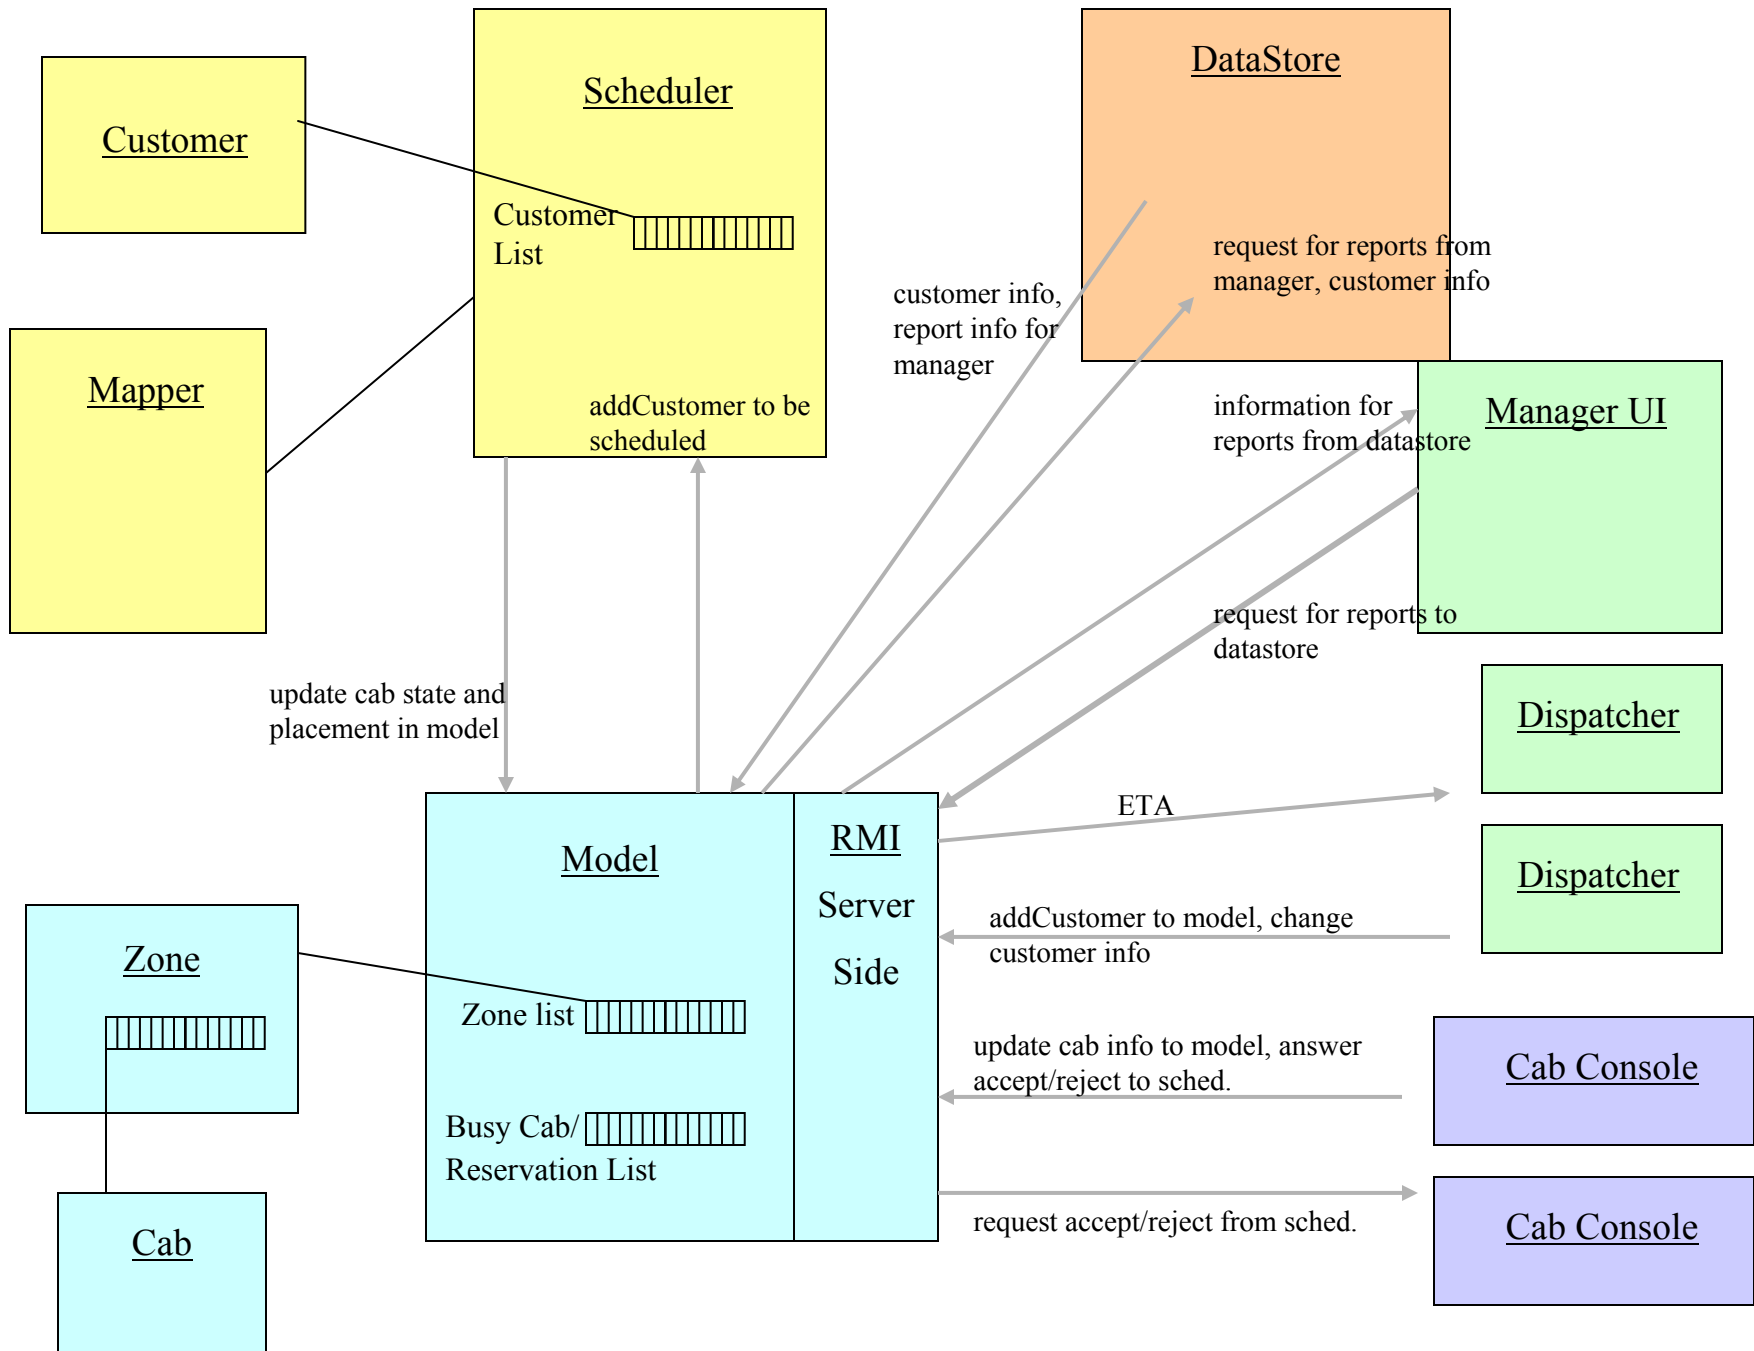 DataStore
Scheduler
Customer
Customer
List
request for reports from
manager, customer info
customer info,
report info for
manager
Mapper
addCustomer to be
scheduled
information for
reports from datastore
Manager UI
request for reports to
datastore
update cab state and
placement in model
Dispatcher
ETA
Model
RMI
Server
Side
Dispatcher
addCustomer to model, change
customer info
Zone
Zone list
update cab info to model, answer
accept/reject to sched.
Cab Console
Busy Cab/
Reservation List
request accept/reject from sched.
Cab Console
Cab